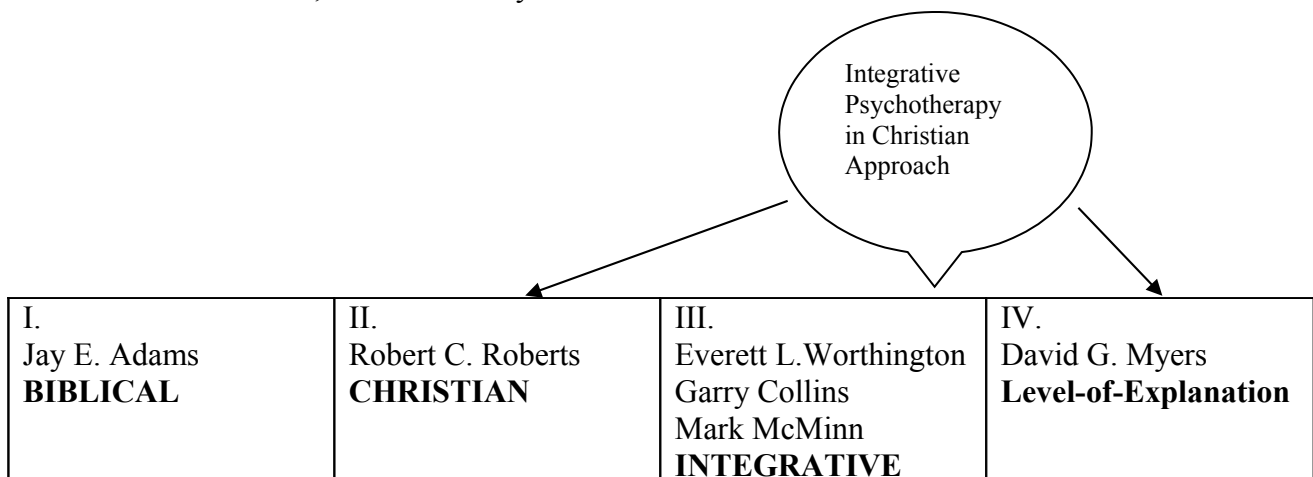 Integrative
Psychotherapy
in Christian
Approach
I.
Jay E. Adams
BIBLICAL
II.
Robert C. Roberts
CHRISTIAN
III.
Everett L.Worthington
Garry Collins
Mark McMinn
INTEGRATIVE
IV.
David G. Myers
Level-of-Explanation